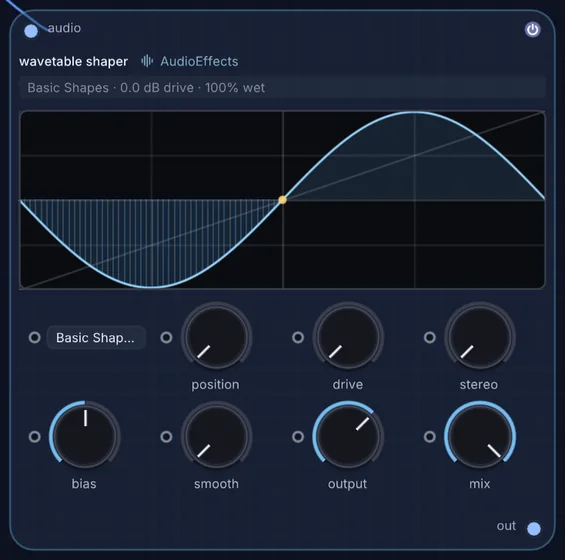 audio
wavetable shaper AudioEffects
Basic Shapes · 0.0 dB drive · 100% wet
Basic Shap...
position drive stereo
bias smooth output mix
out